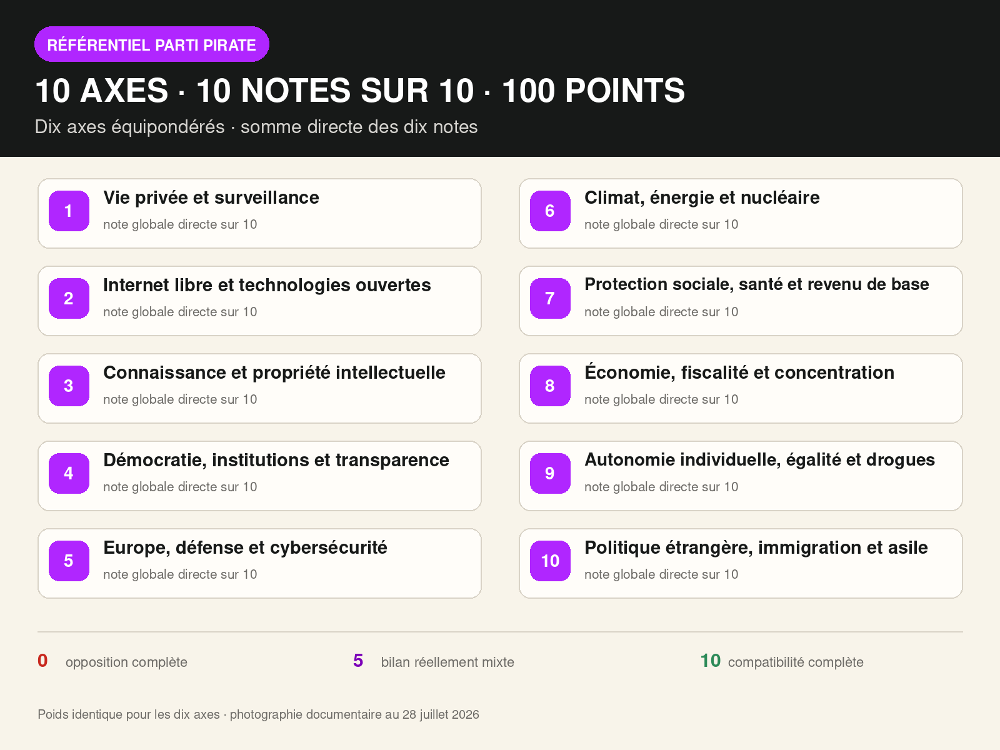 RÉFÉRENTIEL PARTI PIRATE
10 AXES · 10 NOTES SUR 10 · 100 POINTS
Dix axes équipondérés · somme directe des dix notes
1
Vie privée et surveillance
note globale directe sur 10
2
Internet libre et technologies ouvertes
note globale directe sur 10
3
Connaissance et propriété intellectuelle
note globale directe sur 10
4
Démocratie, institutions et transparence
note globale directe sur 10
5
Europe, défense et cybersécurité
note globale directe sur 10
6
Climat, énergie et nucléaire
note globale directe sur 10
7
Protection sociale, santé et revenu de base
note globale directe sur 10
8
Économie, fiscalité et concentration
note globale directe sur 10
9
Autonomie individuelle, égalité et drogues
note globale directe sur 10
10
Politique étrangère, immigration et asile
note globale directe sur 10
0 opposition complète
5 bilan réellement mixte
10 compatibilité complète
Poids identique pour les dix axes · photographie documentaire au 28 juillet 2026